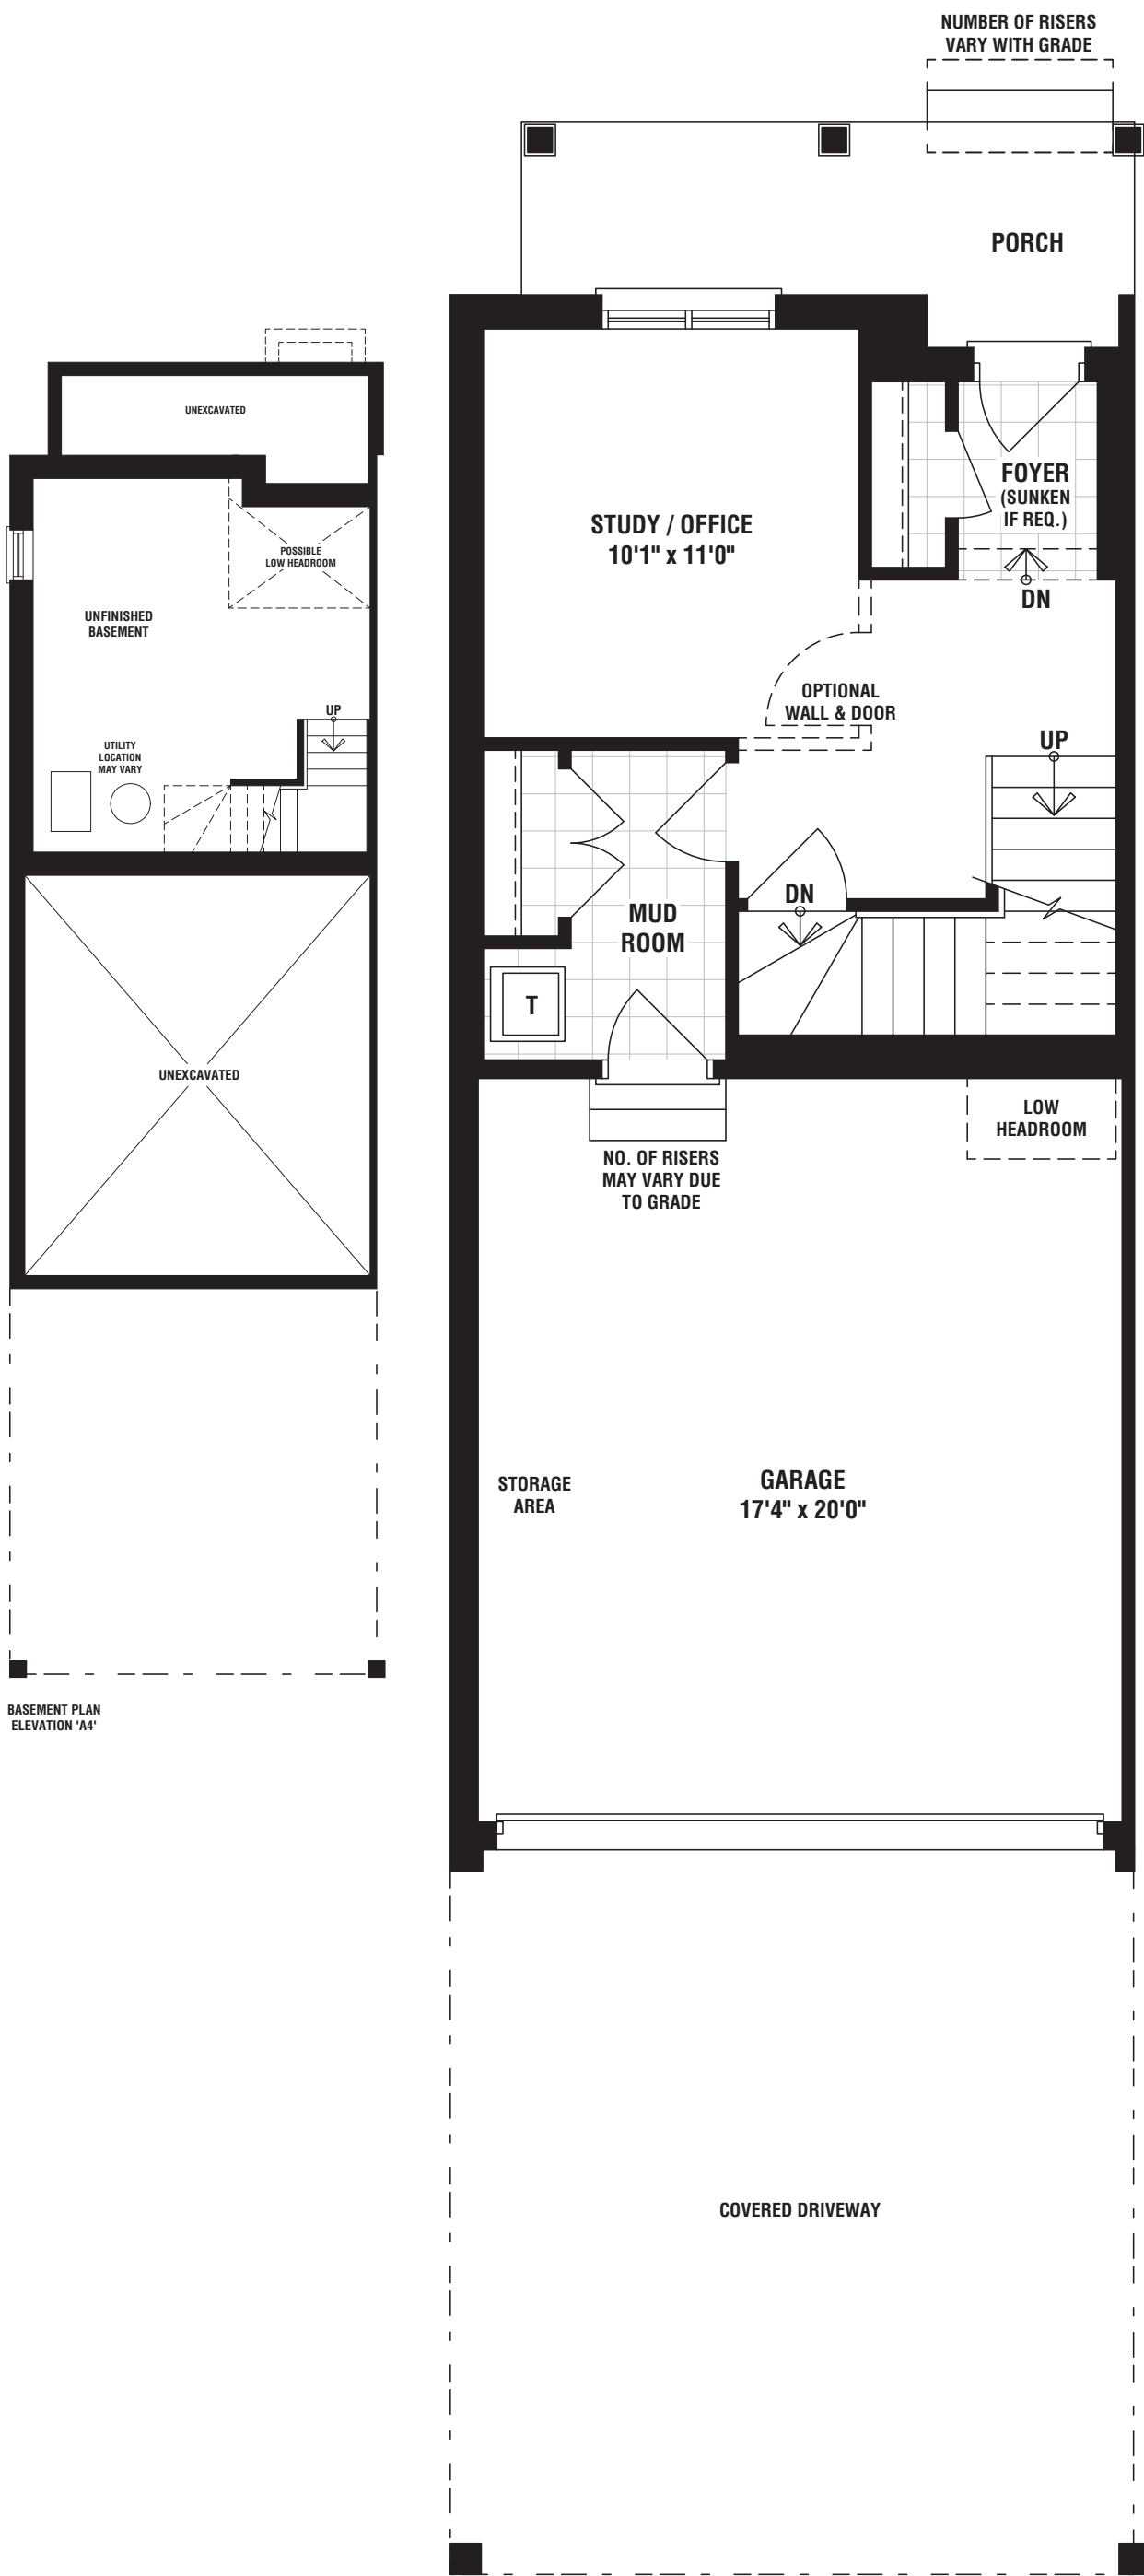 NUMBER OF RISERS
VARY WITH GRADE
PORCH
FOYER
(SUNKEN
IF REQ.)
DN
STUDY / OFFICE
10'1" x 11'0"
OPTIONAL
WALL & DOOR
UP
DN
MUD
ROOM
T
LOW
HEADROOM
NO. OF RISERS
MAY VARY DUE
TO GRADE
STORAGE
AREA
GARAGE
17'4" x 20'0"
COVERED DRIVEWAY
UNEXCAVATED
POSSIBLE
LOW HEADROOM
UNFINISHED
BASEMENT
UP
UTILITY
LOCATION
MAY VARY
UNEXCAVATED
BASEMENT PLAN
ELEVATION 'A4'